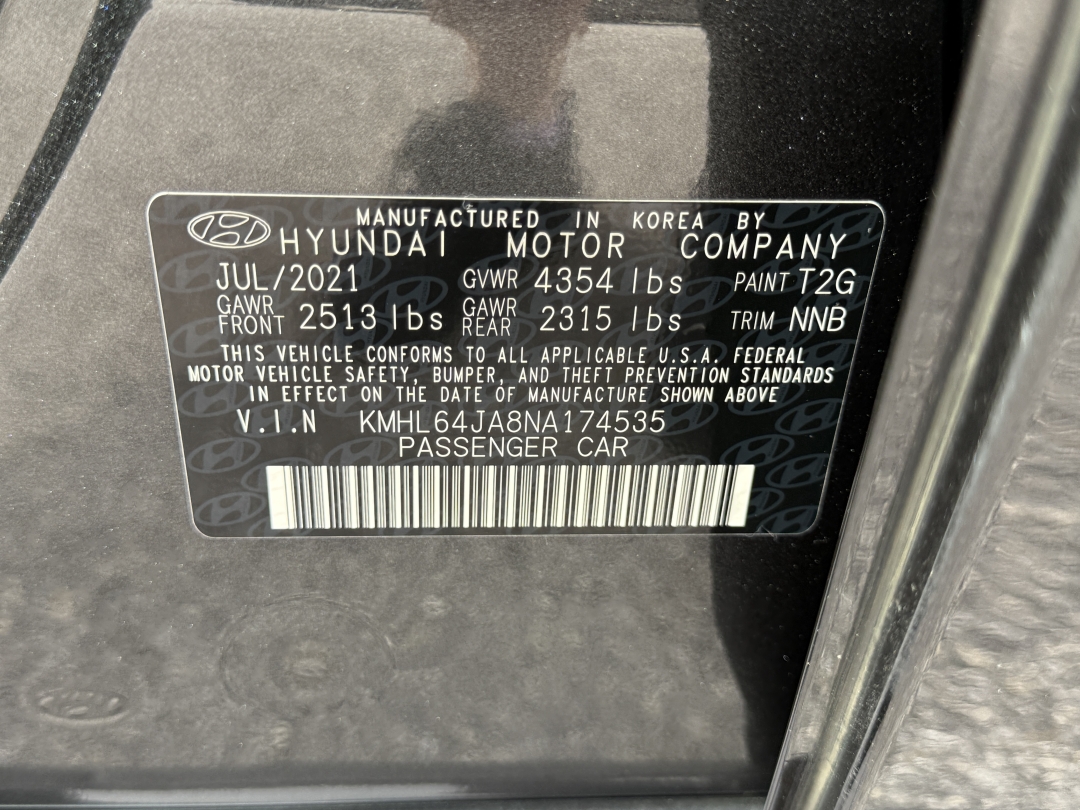 MANUFACTURED IN KOREA BY
HYUNDAI MOTOR COMPANY
JUL/2021 GVWR 4354 lbs PAINT T2G
GAWR FRONT 2513 lbs GAWR REAR 2315 lbs TRIM NNB
THIS VEHICLE CONFORMS TO ALL APPLICABLE U.S.A. FEDERAL
MOTOR VEHICLE SAFETY, BUMPER, AND THEFT PREVENTION STANDARDS
IN EFFECT ON THE DATE OF MANUFACTURE SHOWN ABOVE
V.I.N KMHL64JA8NA174535
PASSENGER CAR